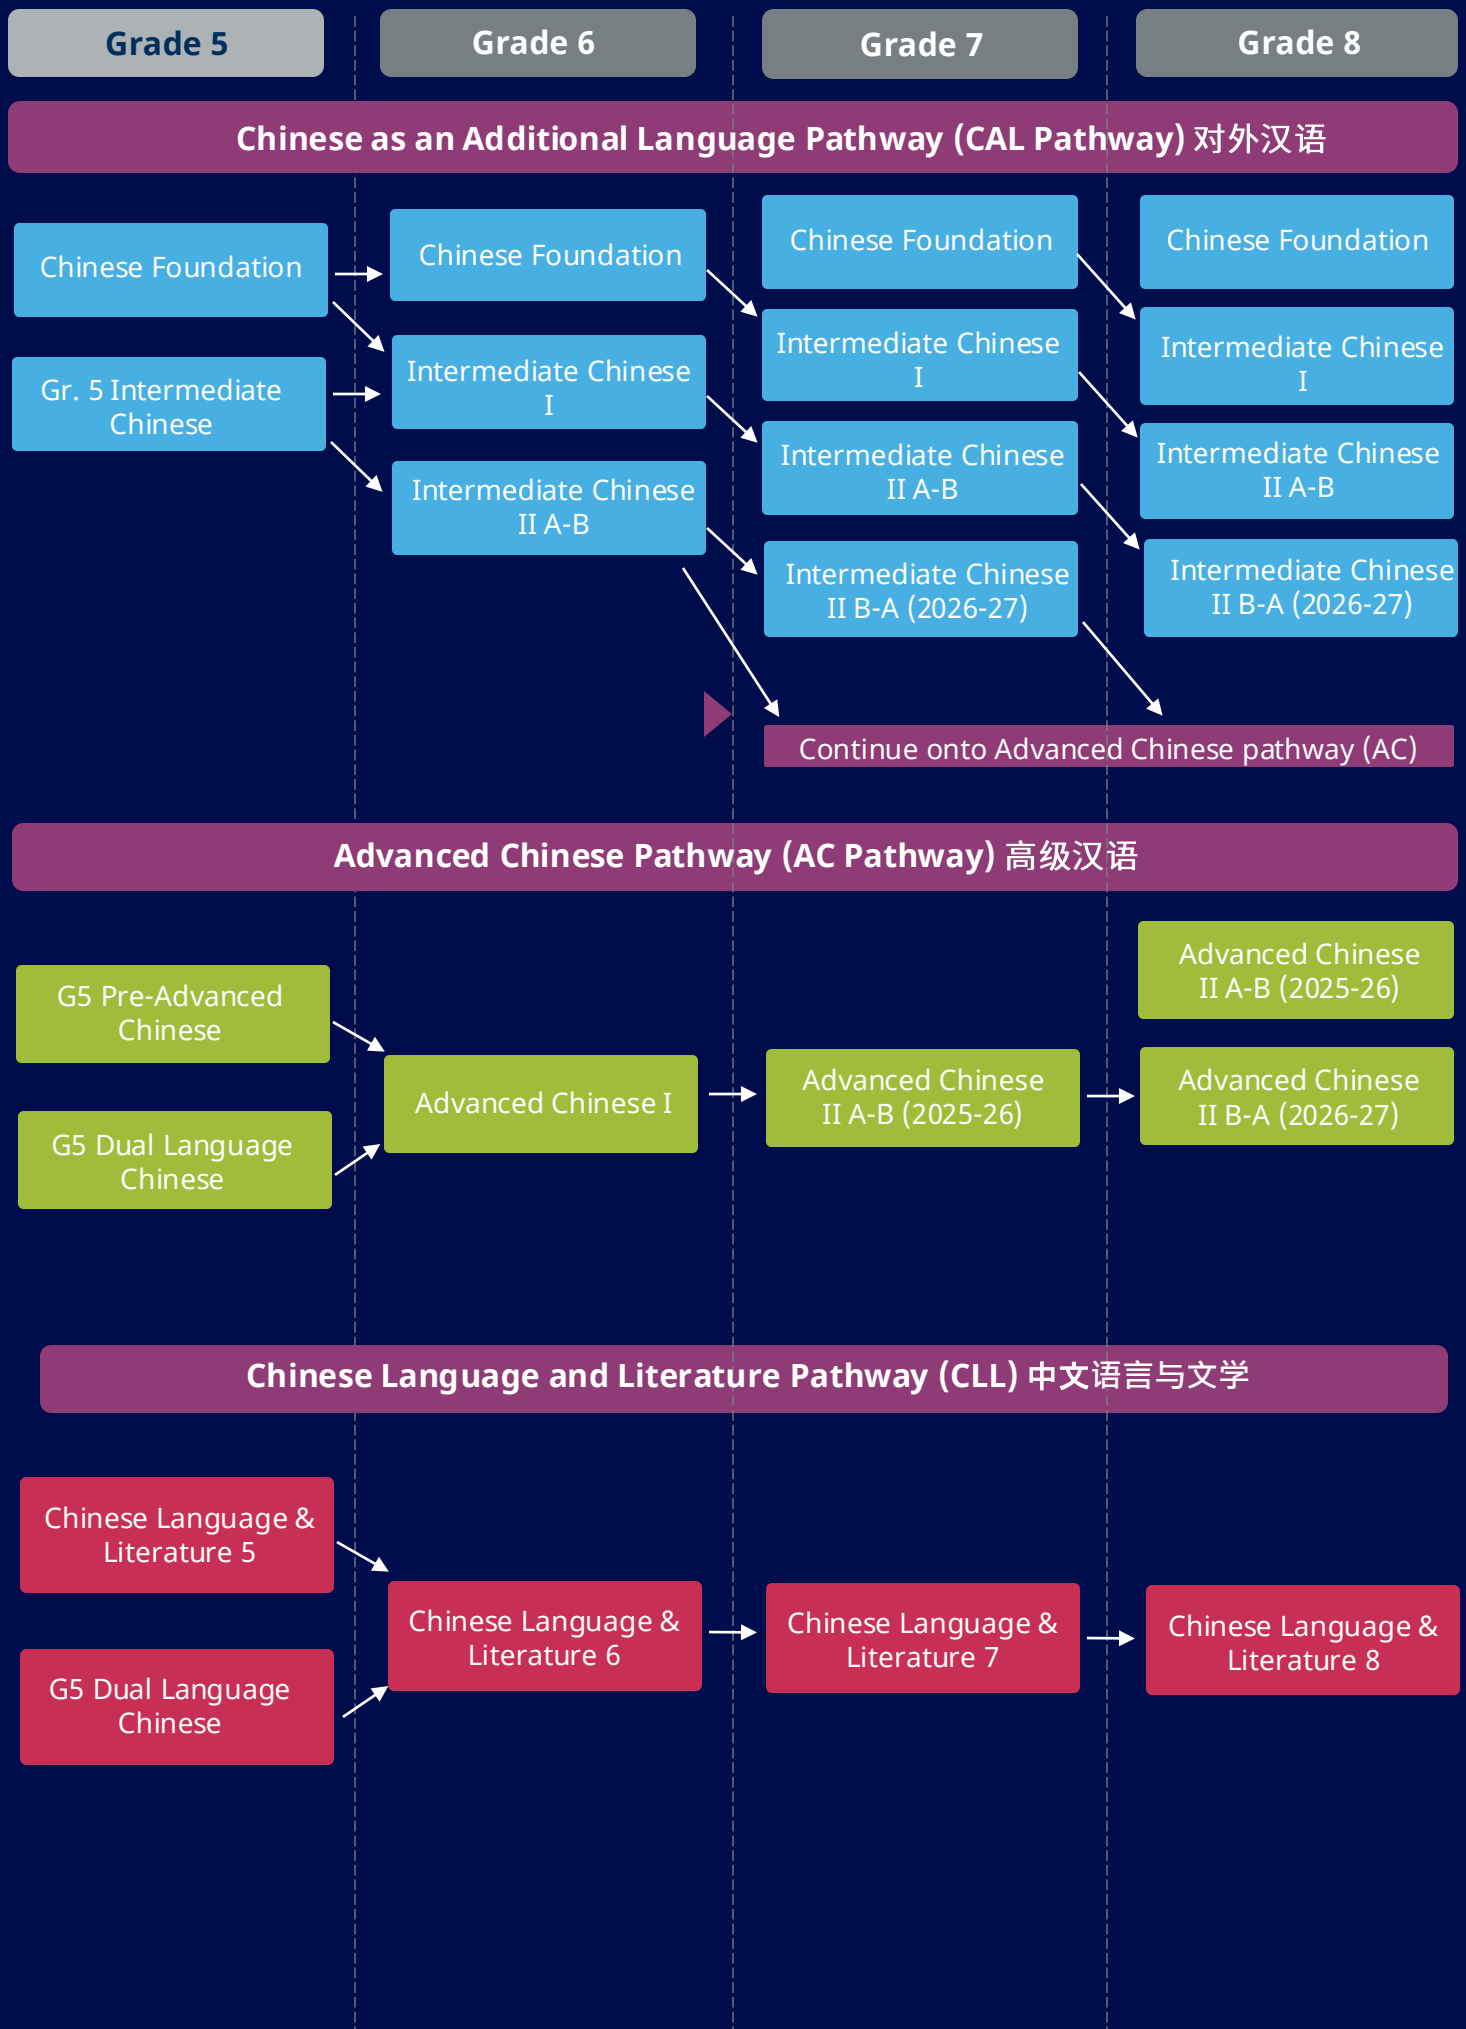 Grade 5
Grade 6
Grade 7
Grade 8
Chinese as an Additional Language Pathway (CAL Pathway) 对外汉语
Chinese Foundation
Gr. 5 Intermediate
Chinese
Chinese Foundation
Intermediate Chinese
I
Intermediate Chinese
II A-B
Chinese Foundation
Intermediate Chinese
I
Intermediate Chinese
II A-B
Intermediate Chinese
II B-A (2026-27)
Chinese Foundation
Intermediate Chinese
I
Intermediate Chinese
II A-B
Intermediate Chinese
II B-A (2026-27)
Continue onto Advanced Chinese pathway (AC)
Advanced Chinese Pathway (AC Pathway) 高级汉语
G5 Pre-Advanced
Chinese
G5 Dual Language
Chinese
Advanced Chinese I
Advanced Chinese
II A-B (2025-26)
Advanced Chinese
II A-B (2025-26)
Advanced Chinese
II B-A (2026-27)
Chinese Language and Literature Pathway (CLL) 中文语言与文学
Chinese Language &
Literature 5
G5 Dual Language
Chinese
Chinese Language &
Literature 6
Chinese Language &
Literature 7
Chinese Language &
Literature 8